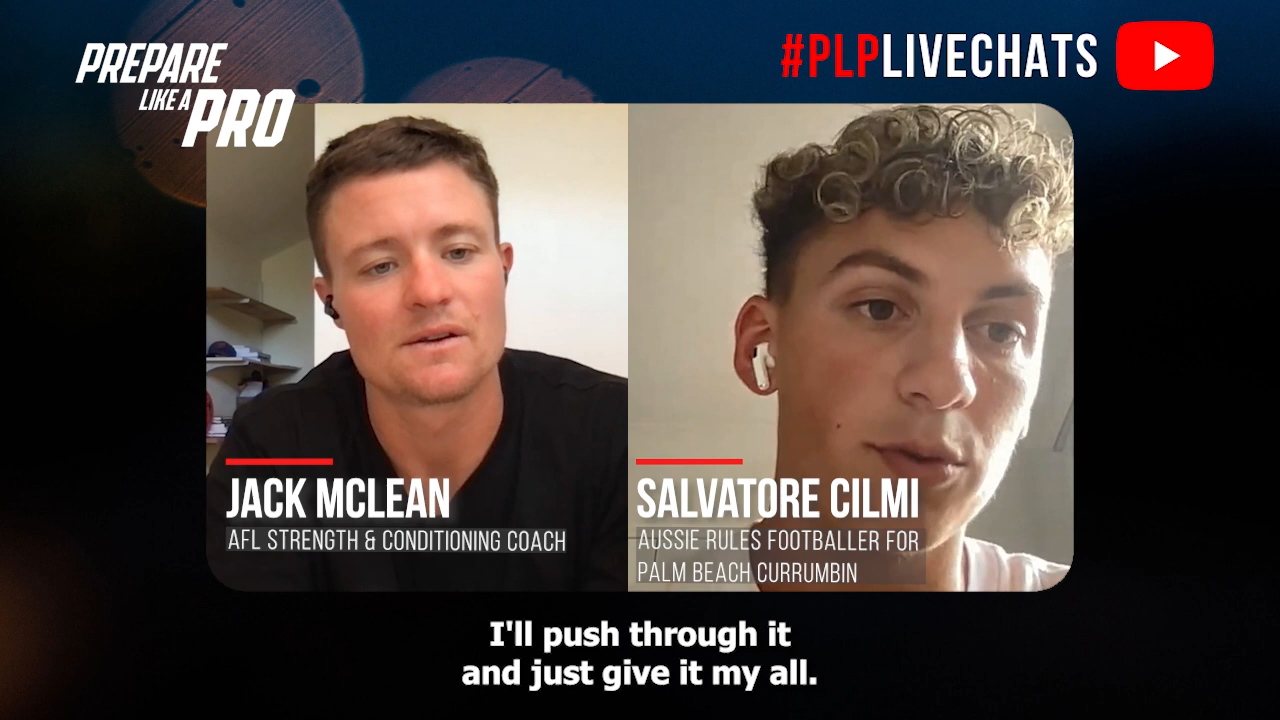 PREPARE
LIKE A
PRO
#PLPLIVECHATS
JACK MCLEAN
AFL STRENGTH & CONDITIONING COACH
SALVATORE CILMI
AUSSIE RULES FOOTBALLER FOR
PALM BEACH CURRUMBIN
I'll push through it
and just give it my all.